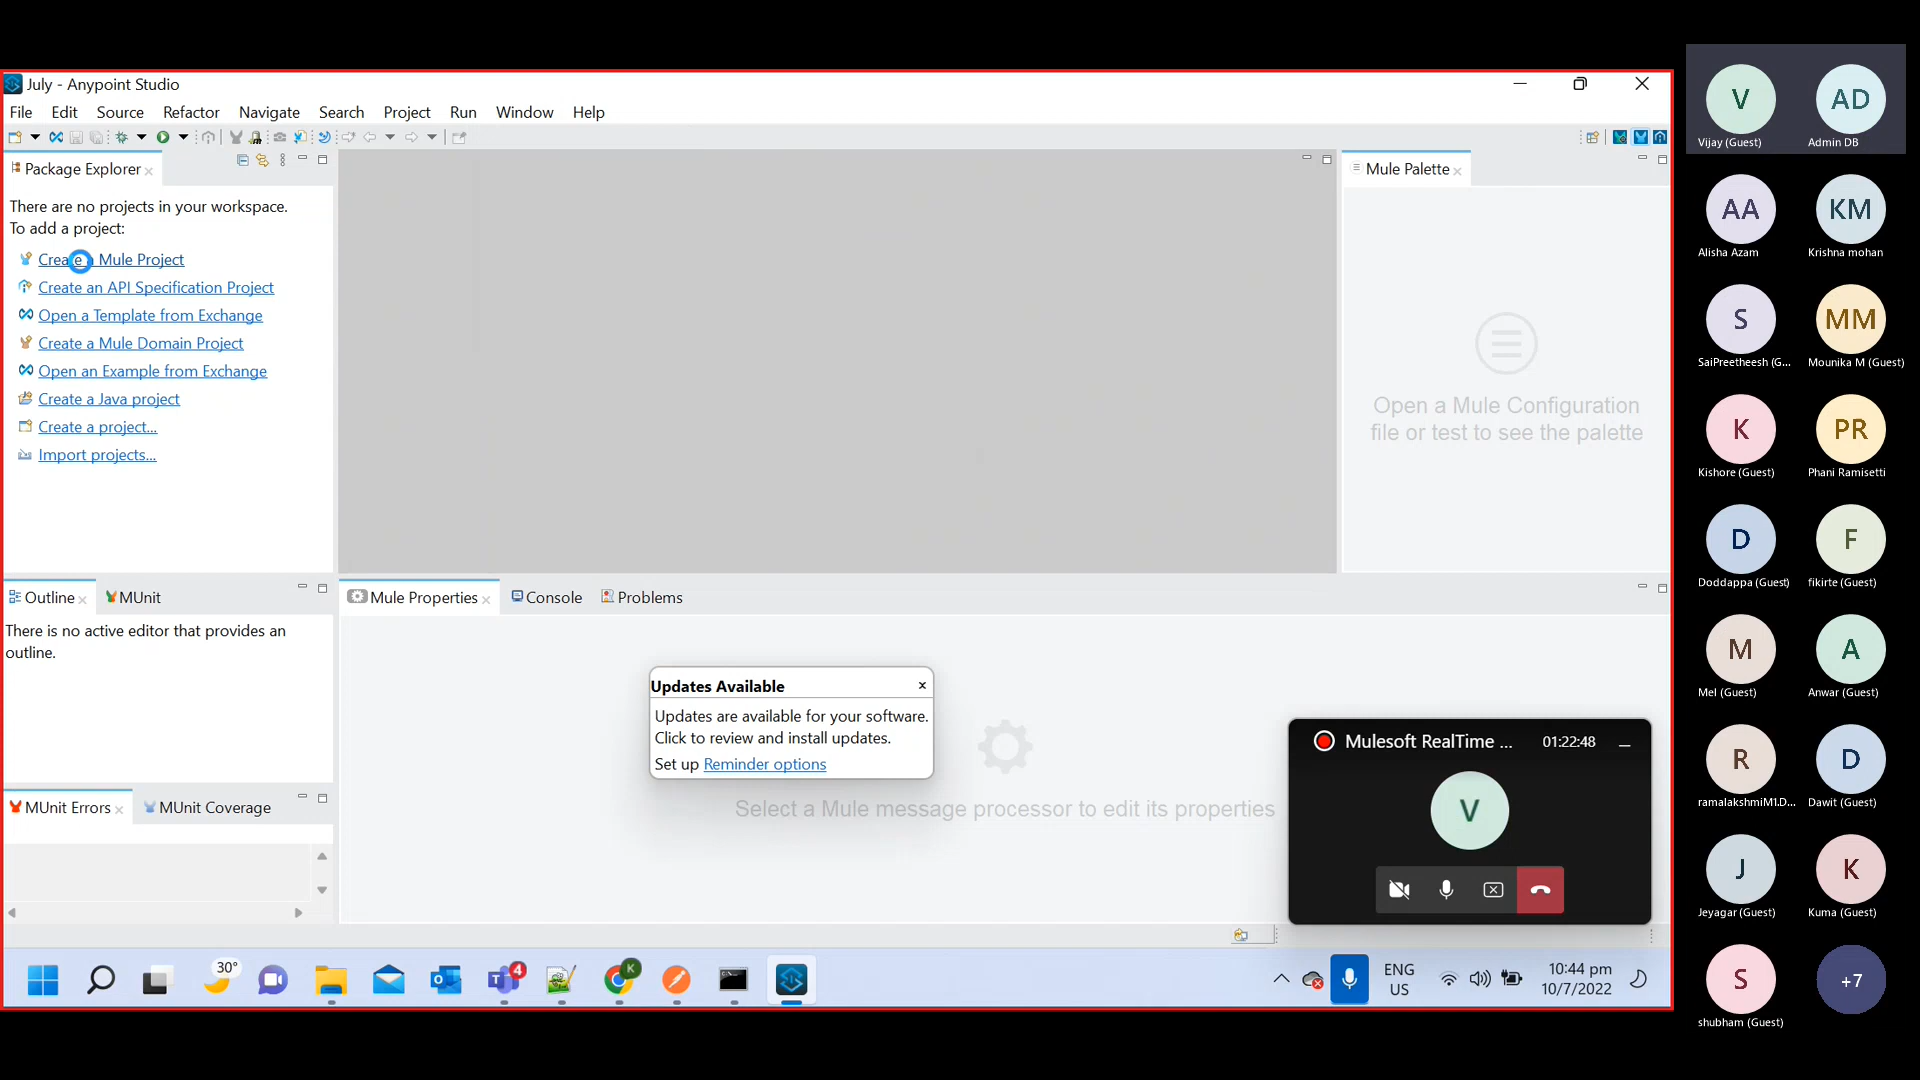 July - Anypoint Studio
File Edit Source Refactor Navigate Search Project Run Window Help
Package Explorer
There are no projects in your workspace.
To add a project:
Create a Mule Project
Create an API Specification Project
Open a Template from Exchange
Create a Mule Domain Project
Open an Example from Exchange
Create a Java project
Create a project...
Import projects...
Mule Palette
Open a Mule Configuration
file or test to see the palette
Outline MUnit
There is no active editor that provides an
outline.
MUnit Errors MUnit Coverage
Mule Properties Console Problems
Select a Mule message processor to edit its properties
Updates Available
Updates are available for your software.
Click to review and install updates.
Set up Reminder options
Mulesoft RealTime ... 01:22:48
V
30°
4
K
ENG
US
10:44 pm
10/7/2022
V AD
Vijay (Guest) Admin DB
AA KM
Alisha Azam Krishna mohan
S MM
SaiPreetheesh (G... Mounika M (Guest)
K PR
Kishore (Guest) Phani Ramisetti
D F
Doddappa (Guest) fikirte (Guest)
M A
Mel (Guest) Anwar (Guest)
R D
ramalakshmiM1.D... Dawit (Guest)
J K
Jeyagar (Guest) Kuma (Guest)
S +7
shubham (Guest)